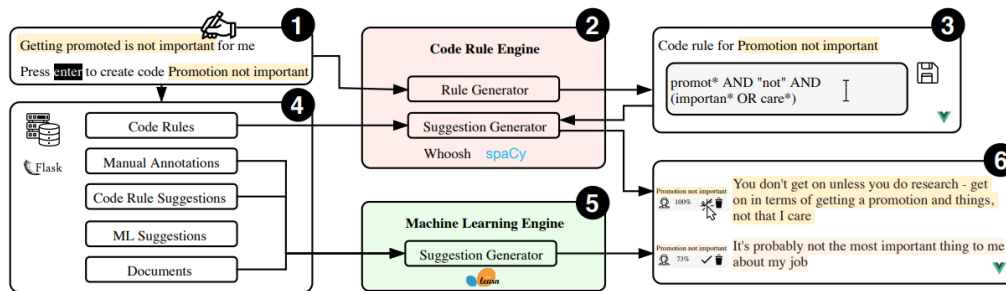 1
Getting promoted is not important for me
Press enter to create code Promotion not important
2
Code Rule Engine
Rule Generator
Suggestion Generator
Whoosh spaCy
3
Code rule for Promotion not important
promot* AND "not" AND
(importan* OR care*)
4
Flask
Code Rules
Manual Annotations
Code Rule Suggestions
ML Suggestions
Documents
5
Machine Learning Engine
Suggestion Generator
learn
6
Promotion not important
100%
You don't get on unless you do research - get
on in terms of getting a promotion and things,
not that I care
Promotion not important
73%
It's probably not the most important thing to me
about my job